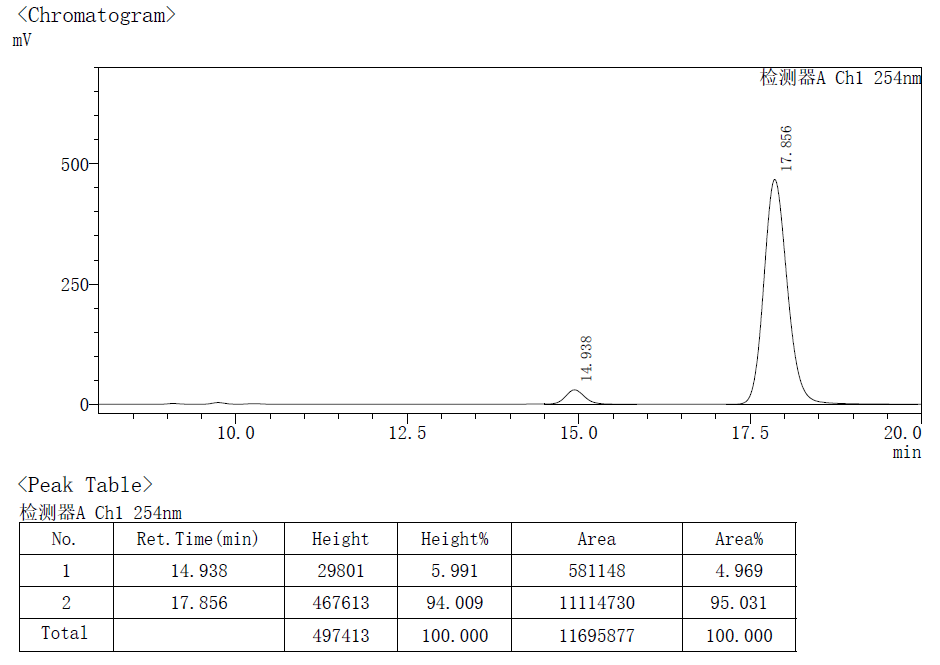 <Chromatogram>
mV
检测器A Ch1 254nm
17.856
500
250
14.938
0
10.0 12.5 15.0 17.5 20.0
min
<Peak Table>
检测器A Ch1 254nm
No. Ret.Time(min) Height Height% Area Area%
1 14.938 29801 5.991 581148 4.969
2 17.856 467613 94.009 11114730 95.031
Total 497413 100.000 11695877 100.000